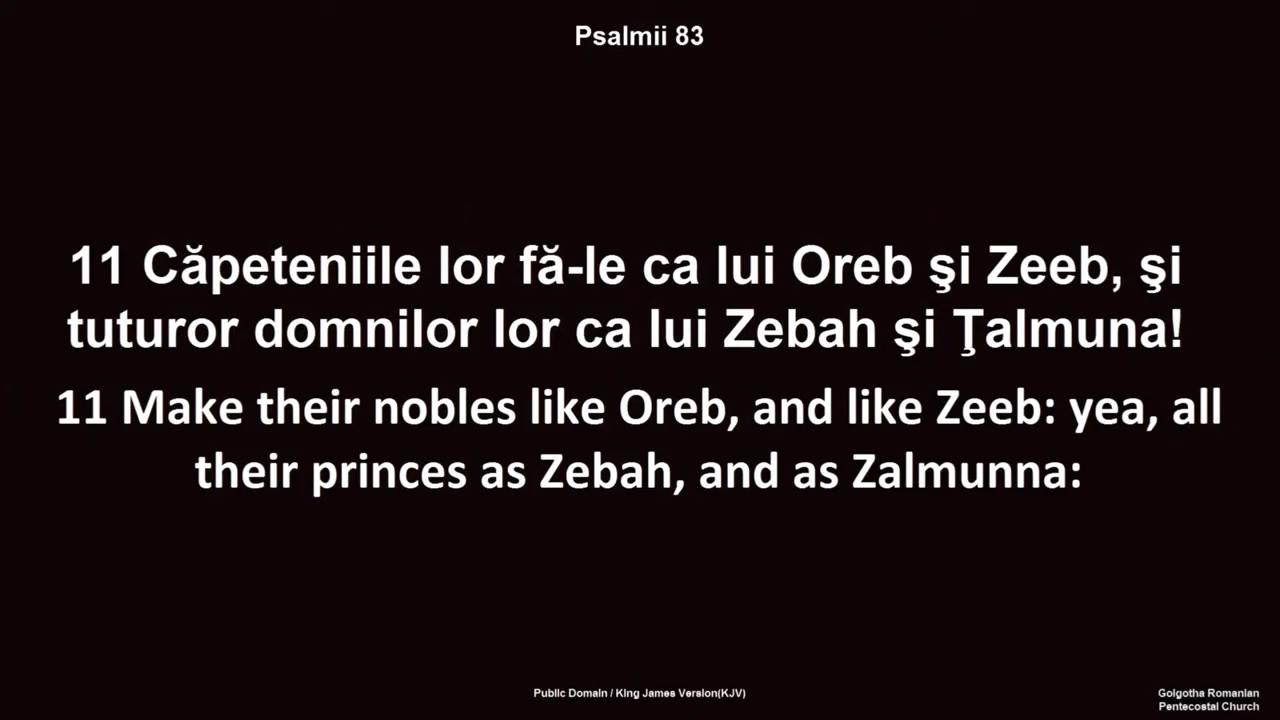 Psalmii 83
11 Căpeteniile lor fă-le ca lui Oreb şi Zeeb, şi
tuturor domnilor lor ca lui Zebah şi Ţalmuna!
11 Make their nobles like Oreb, and like Zeeb: yea, all
their princes as Zebah, and as Zalmunna:
Public Domain / King James Version(KJV)
Golgotha Romanian
Pentecostal Church